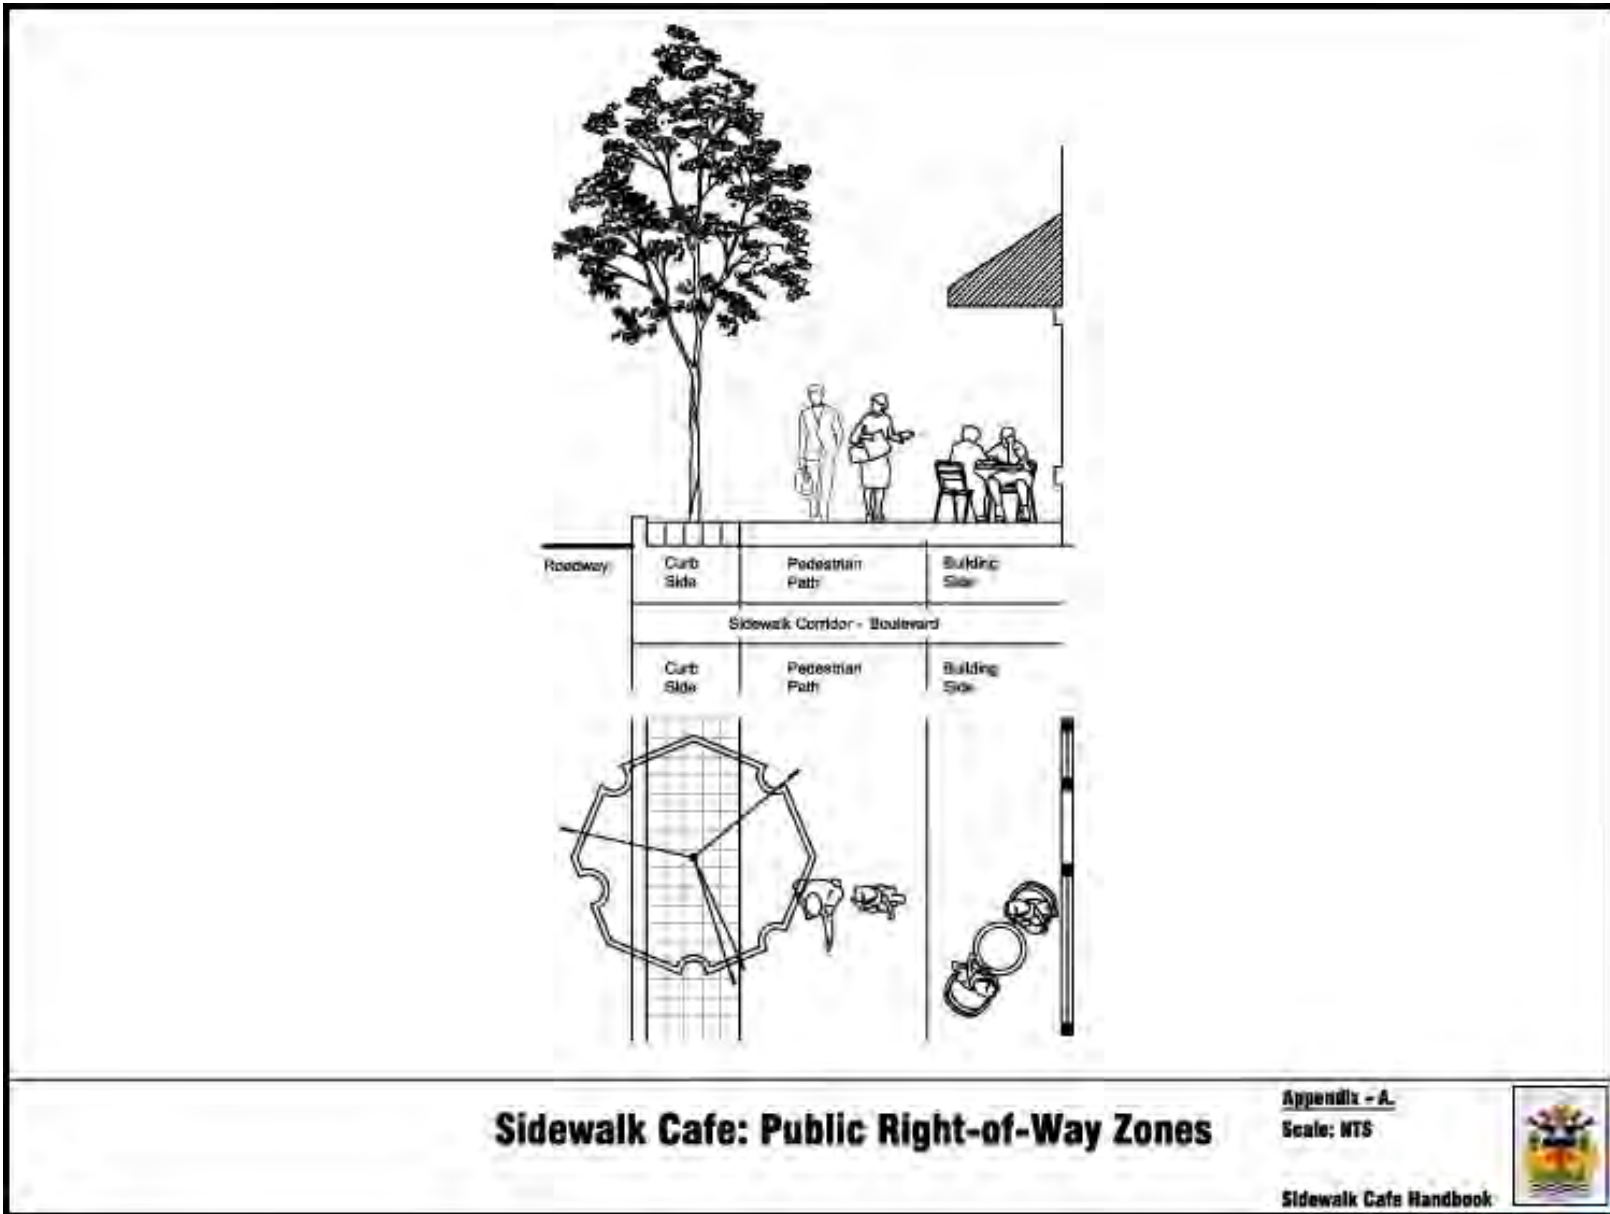 Roadway
Curb
Side
Pedestrian
Path
Building
Side
Sidewalk Corridor - Boulevard
Curb
Side
Pedestrian
Path
Building
Side
Sidewalk Cafe: Public Right-of-Way Zones
Appendix - A.
Scale: NTS
Sidewalk Cafe Handbook